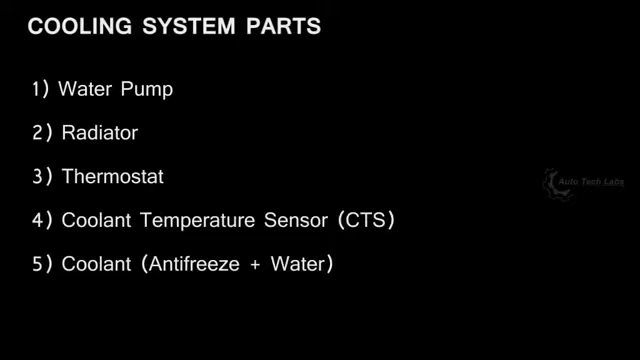 COOLING SYSTEM PARTS
1) Water Pump
2) Radiator
3) Thermostat
Auto Tech Labs
4) Coolant Temperature Sensor (CTS)
5) Coolant (Antifreeze + Water)